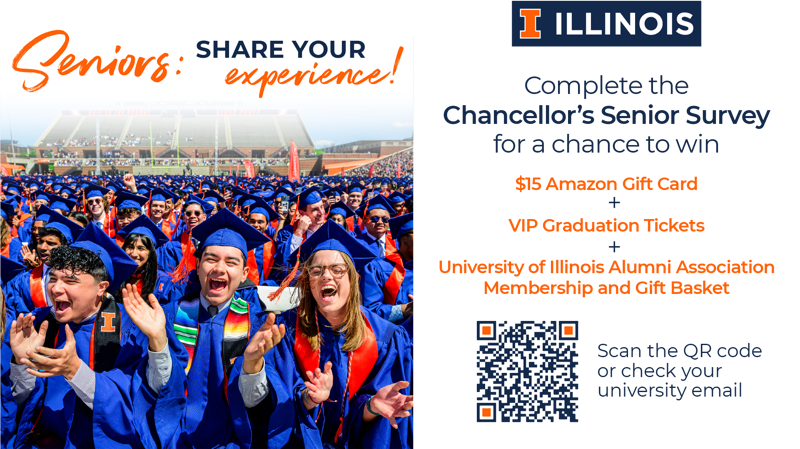 Seniors: SHARE YOUR
experience!
I ILLINOIS
Complete the
Chancellor's Senior Survey
for a chance to win
$15 Amazon Gift Card
+
VIP Graduation Tickets
+
University of Illinois Alumni Association
Membership and Gift Basket
Scan the QR code
or check your
university email